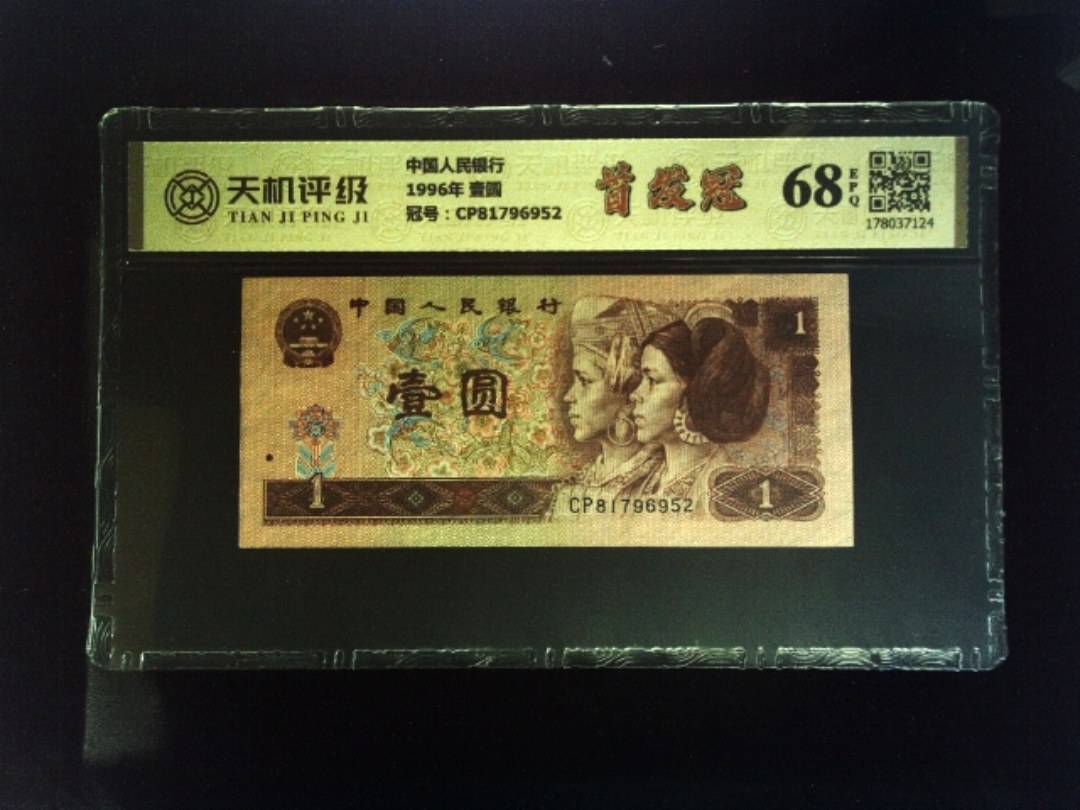 天机评级
TIAN JI PING JI
中国人民银行
1996年 壹圆
冠号：CP81796952
首发冠
68
EPQ
178037124
中国人民银行
1
壹圆
1
CP81796952
1